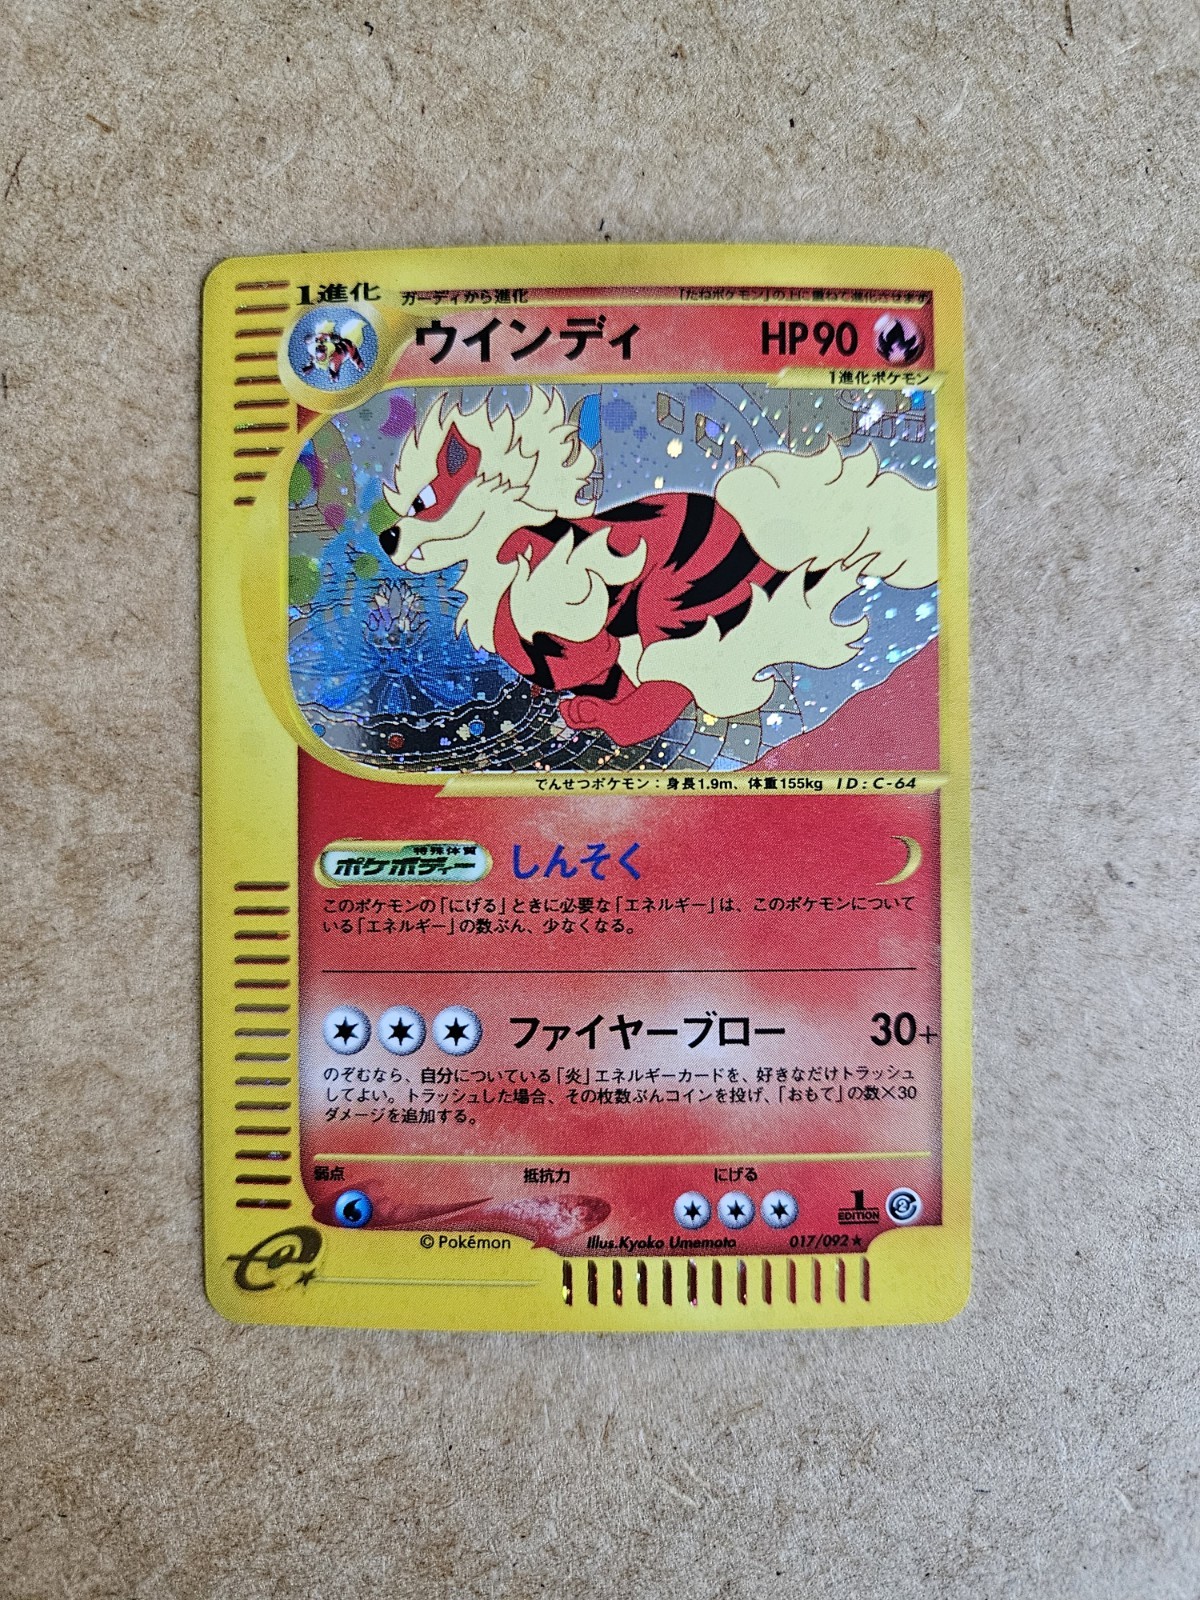 1進化 ガーディから進化 「たねポケモン」の上に重ねて進化させます
ウインディ HP90
1進化ポケモン
でんせつポケモン：身長1.9m、体重155kg ID:C-64
特殊体質
ポケボディー しんそく
このポケモンの「にげる」ときに必要な「エネルギー」は、このポケモンについて
いる「エネルギー」の数ぶん、少なくなる。
ファイヤーブロー 30+
のぞむなら、自分についている「炎」エネルギーカードを、好きなだけトラッシュ
してよい。トラッシュした場合、その枚数ぶんコインを投げ、「おもて」の数×30
ダメージを追加する。
弱点 抵抗力 にげる
1
EDITION
©Pokémon Illus.Kyoko Umemoto 017/092★
e